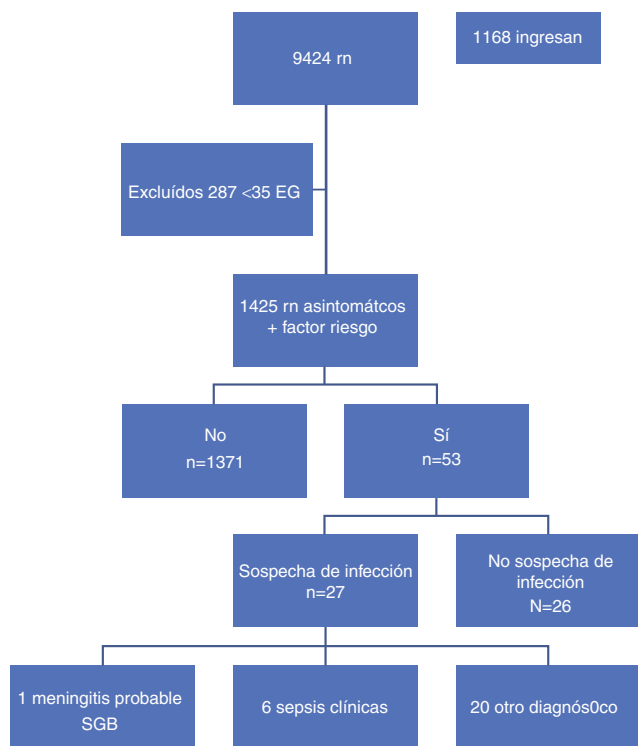 9424 rn
1168 ingresan
Excluídos 287 <35 EG
1425 rn asintomátcos
+ factor riesgo
No
n=1371
Sí
n=53
Sospecha de infección
n=27
No sospecha de
infección
N=26
1 meningitis probable
SGB
6 sepsis clínicas
20 otro diagnós0co